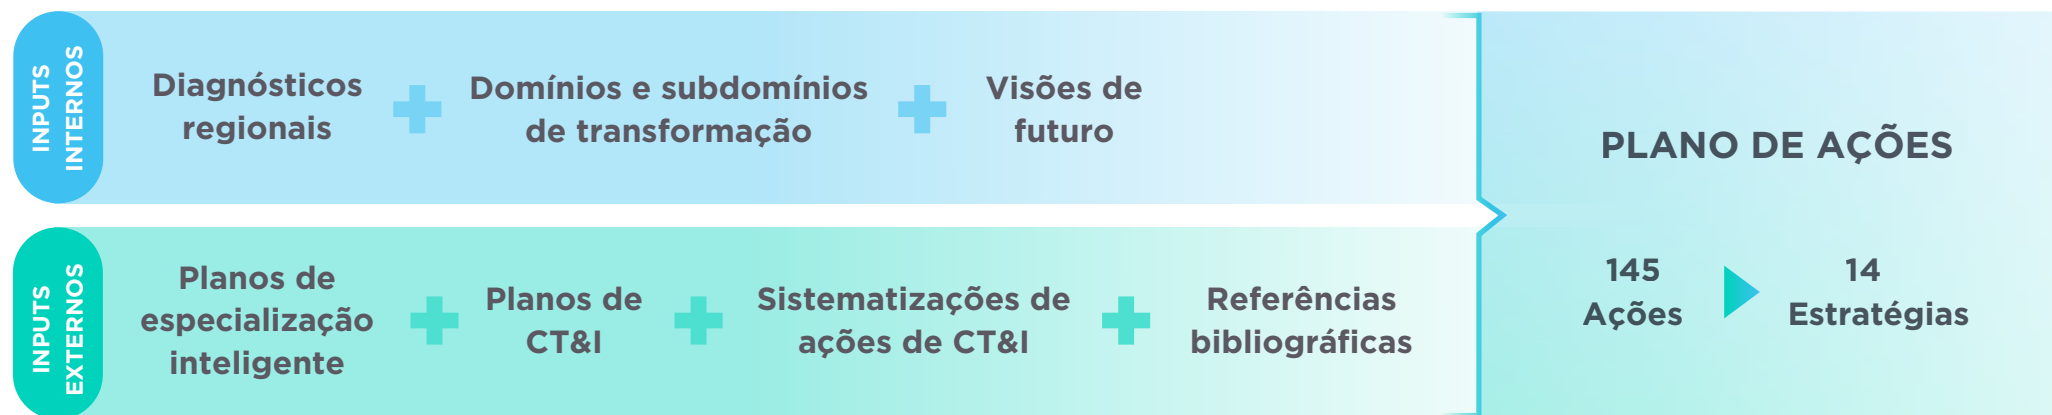 INPUTS
INTERNOS
Diagnósticos
regionais
Domínios e subdomínios
de transformação
Visões de
futuro
INPUTS
EXTERNOS
Planos de
especialização
inteligente
Planos de
CT&I
Sistematizações de
ações de CT&I
Referências
bibliográficas
PLANO DE AÇÕES
145
Ações
14
Estratégias